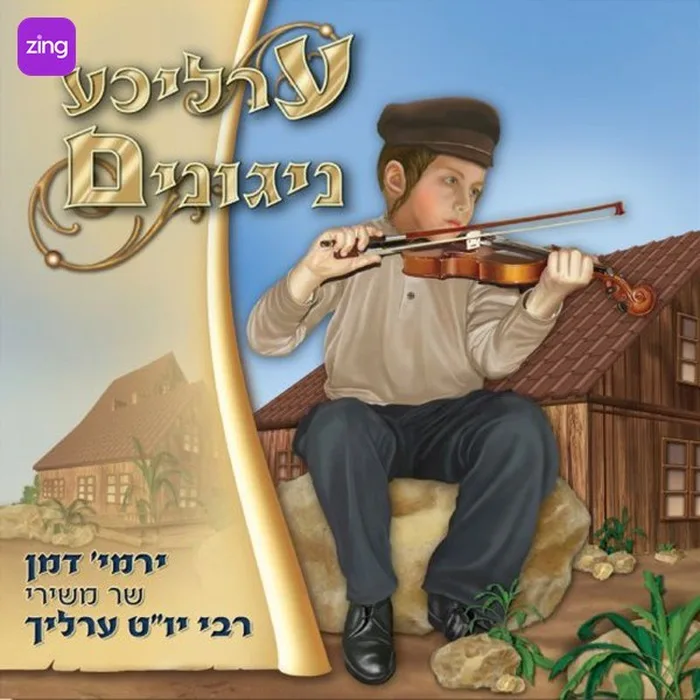 zing
ערליכע
ניגונים
ירמי' דמן
שר משירי
רבי יו"ט ערליך